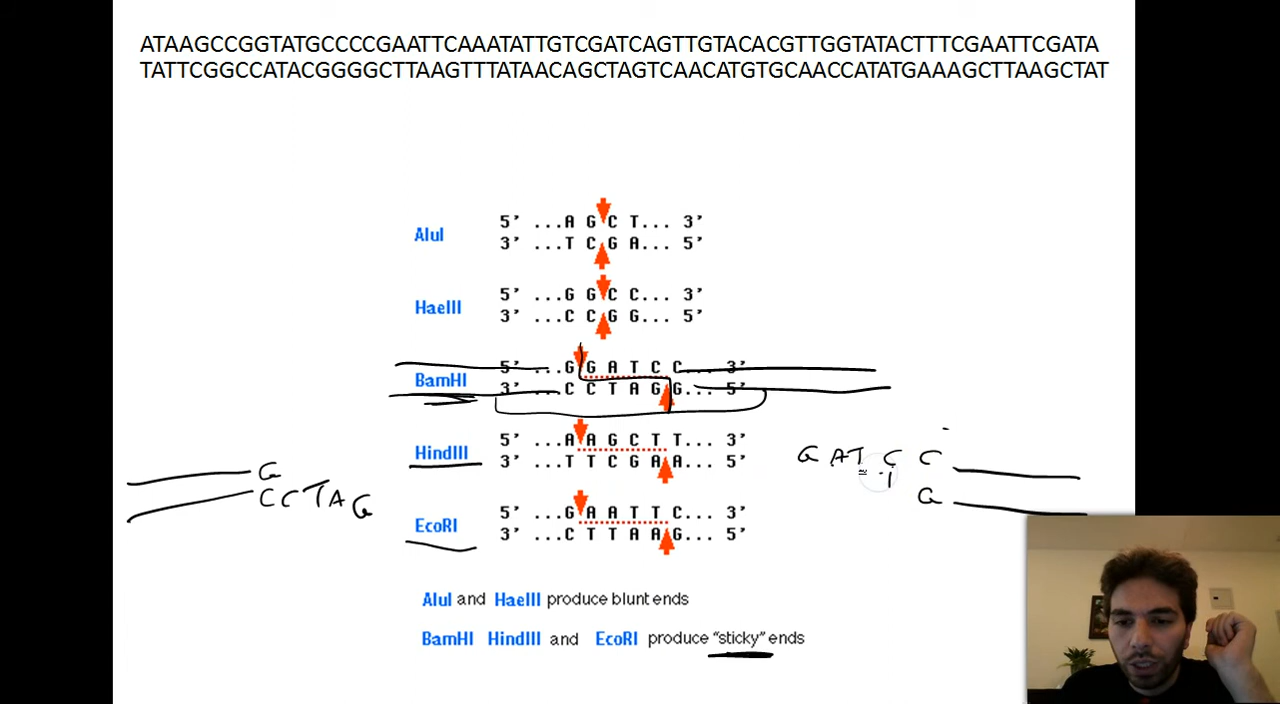 ATAAGCCGGTATGCCCCGAATTCAAATATTGTCGATCAGTTGTACACGTTGGTATACTTTCGAATTCGATA
TATTCGGCCATACGGGGCTTAAGTTTATAACAGCTAGTCAACATGTGCAACCATATGAAAGCTTAAGCTAT
AluI
5’ ...A G C T... 3’
3’ ...T C G A... 5’
HaeIII
5’ ...G G C C... 3’
3’ ...C C G G... 5’
BamHI
5’ ...G G A T C C... 3’
3’ ...C C T A G G... 5’
HindIII
5’ ...A A G C T T... 3’
3’ ...T T C G A A... 5’
EcoRI
5’ ...G A A T T C... 3’
3’ ...C T T A A G... 5’
G
CCTAG
GATCC
G
AluI and HaeIII produce blunt ends
BamHI HindIII and EcoRI produce “sticky” ends